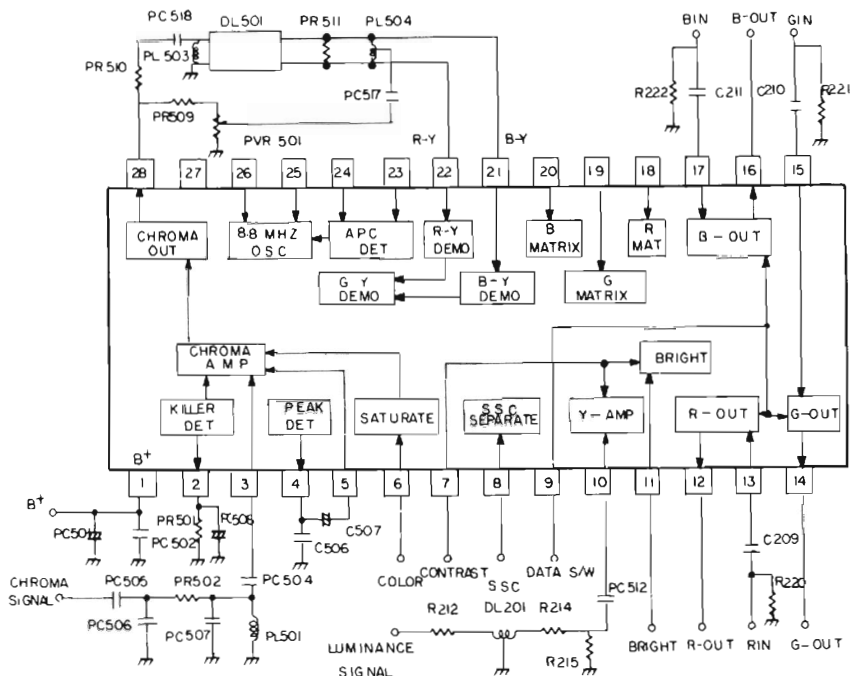 PC518
DL501
PR511
PL504
PL503
PR510
PR509
PVR 501
PC517
R-Y
B-Y
BIN
B-OUT
GIN
R222
C211
C210
R221
28
27
26
25
24
23
22
21
20
19
18
17
16
15
CHROMA
OUT
8.8 MHZ
OSC
APC
DET
R-Y
DEMO
B
MATRIX
R
MAT
B-OUT
G Y
DEMO
B-Y
DEMO
G
MATRIX
CHROMA
AMP
BRIGHT
KILLER
DET
PEAK
DET
SATURATE
SSC
SEPARATE
Y-AMP
R-OUT
G-OUT
B+
1
2
3
4
5
6
7
8
9
10
11
12
13
14
B+
PC501
PC502
PR501
C507
C506
C209
PC504
COLOR
CONTRAST
SSC
DATA S/W
PC512
R220
CHROMA
SIGNAL
PC505
PR502
PC506
PC507
PL501
R212
DL201
R214
R215
LUMINANCE
SIGNAL
BRIGHT
R-OUT
RIN
G-OUT